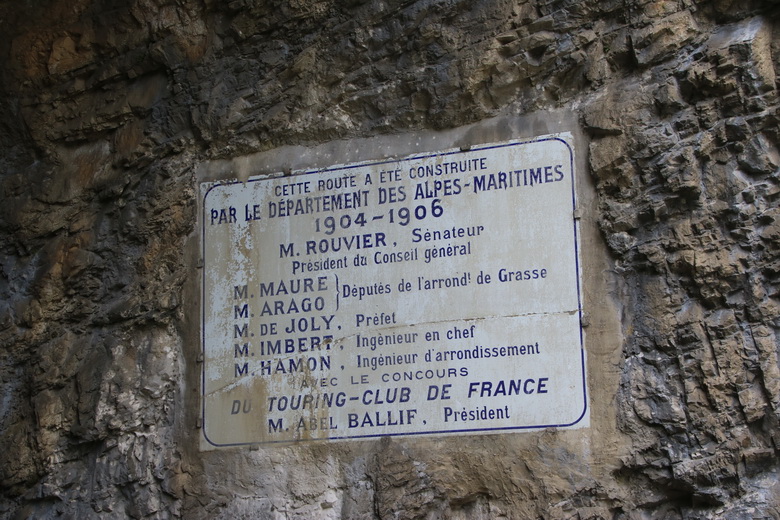 CETTE ROUTE A ÉTÉ CONSTRUITE
PAR LE DÉPARTEMENT DES ALPES-MARITIMES
1904-1906
M. ROUVIER, Sénateur
Président du Conseil général
M. MAURE
M. ARAGO } Députés de l'arrondt de Grasse
M. DE JOLY, Préfet
M. IMBERT, Ingènieur en chef
M. HAMON, Ingénieur d'arrondissement
AVEC LE CONCOURS
DU TOURING-CLUB DE FRANCE
M. ABEL BALLIF, Président